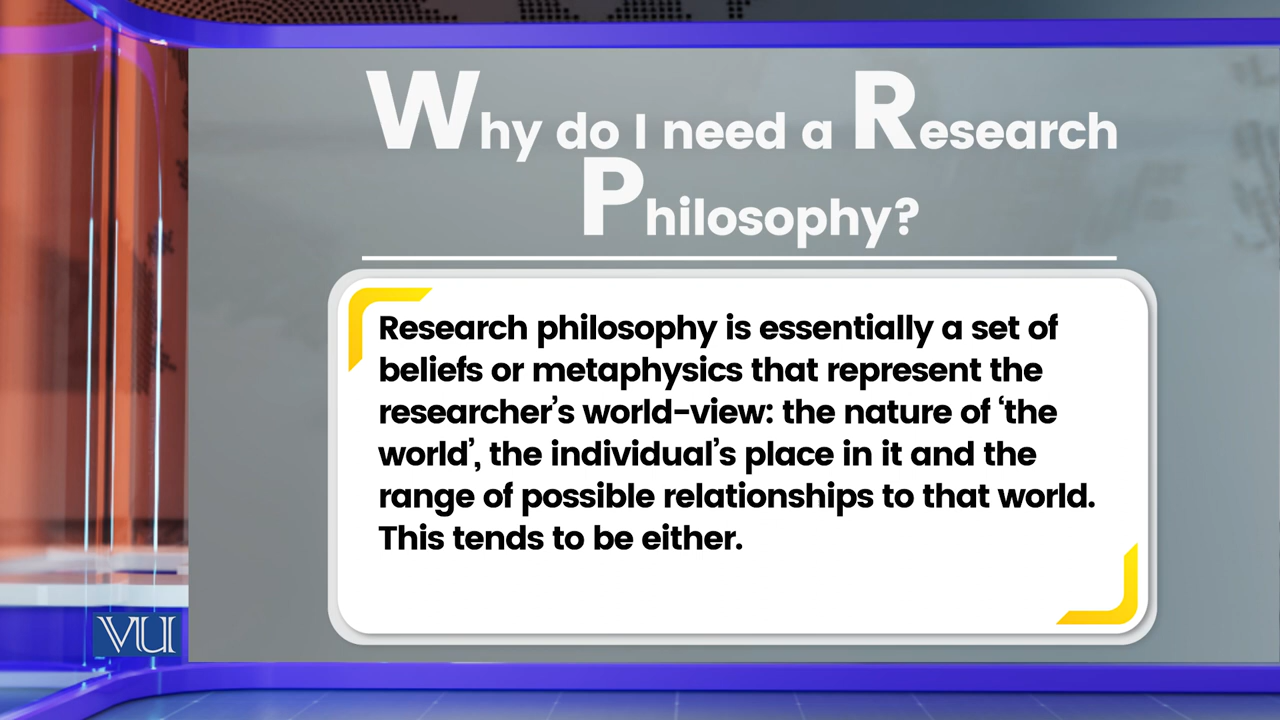 Why do I need a Research
Philosophy?
Research philosophy is essentially a set of
beliefs or metaphysics that represent the
researcher’s world-view: the nature of ‘the
world’, the individual’s place in it and the
range of possible relationships to that world.
This tends to be either.
VU